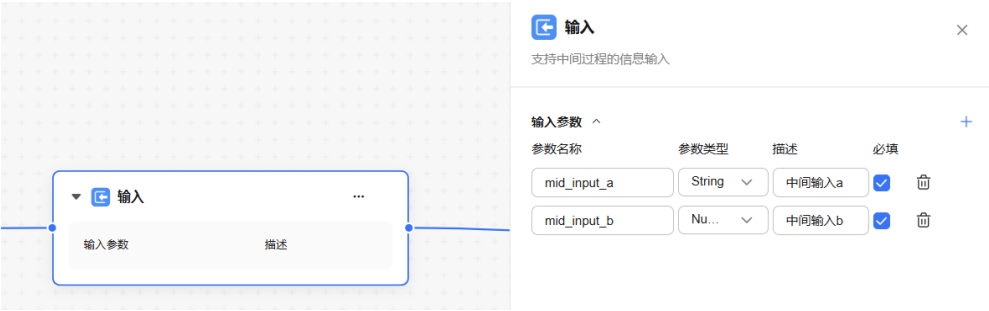 输入
支持中间过程的信息输入
输入参数
参数名称 参数类型 描述 必填
mid_input_a String 中间输入a
mid_input_b Nu... 中间输入b
输入 ...
输入参数 描述